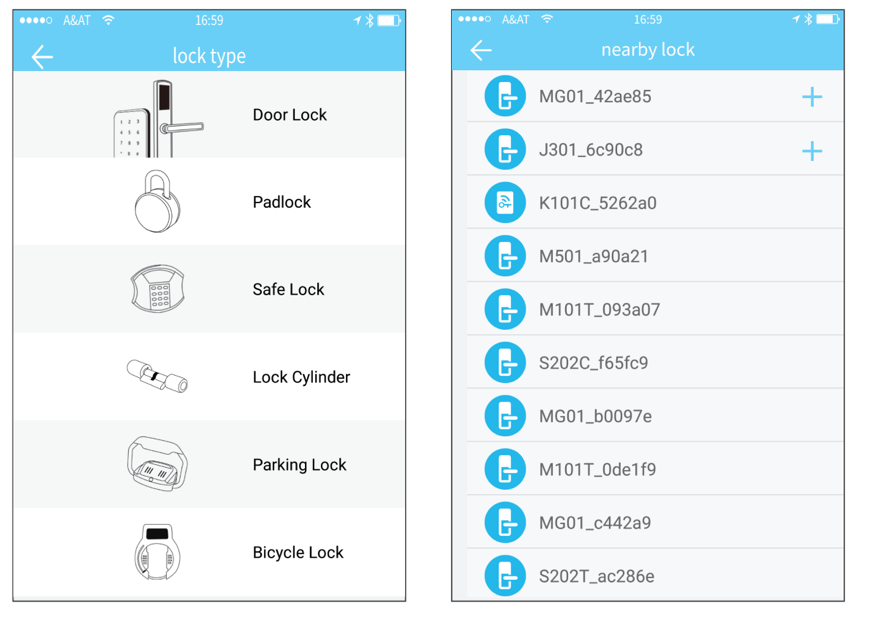 A&AT 16:59
lock type
Door Lock
Padlock
Safe Lock
Lock Cylinder
Parking Lock
Bicycle Lock
A&AT 16:59
nearby lock
MG01_42ae85
J301_6c90c8
K101C_5262a0
M501_a90a21
M101T_093a07
S202C_f65fc9
MG01_b0097e
M101T_0de1f9
MG01_c442a9
S202T_ac286e